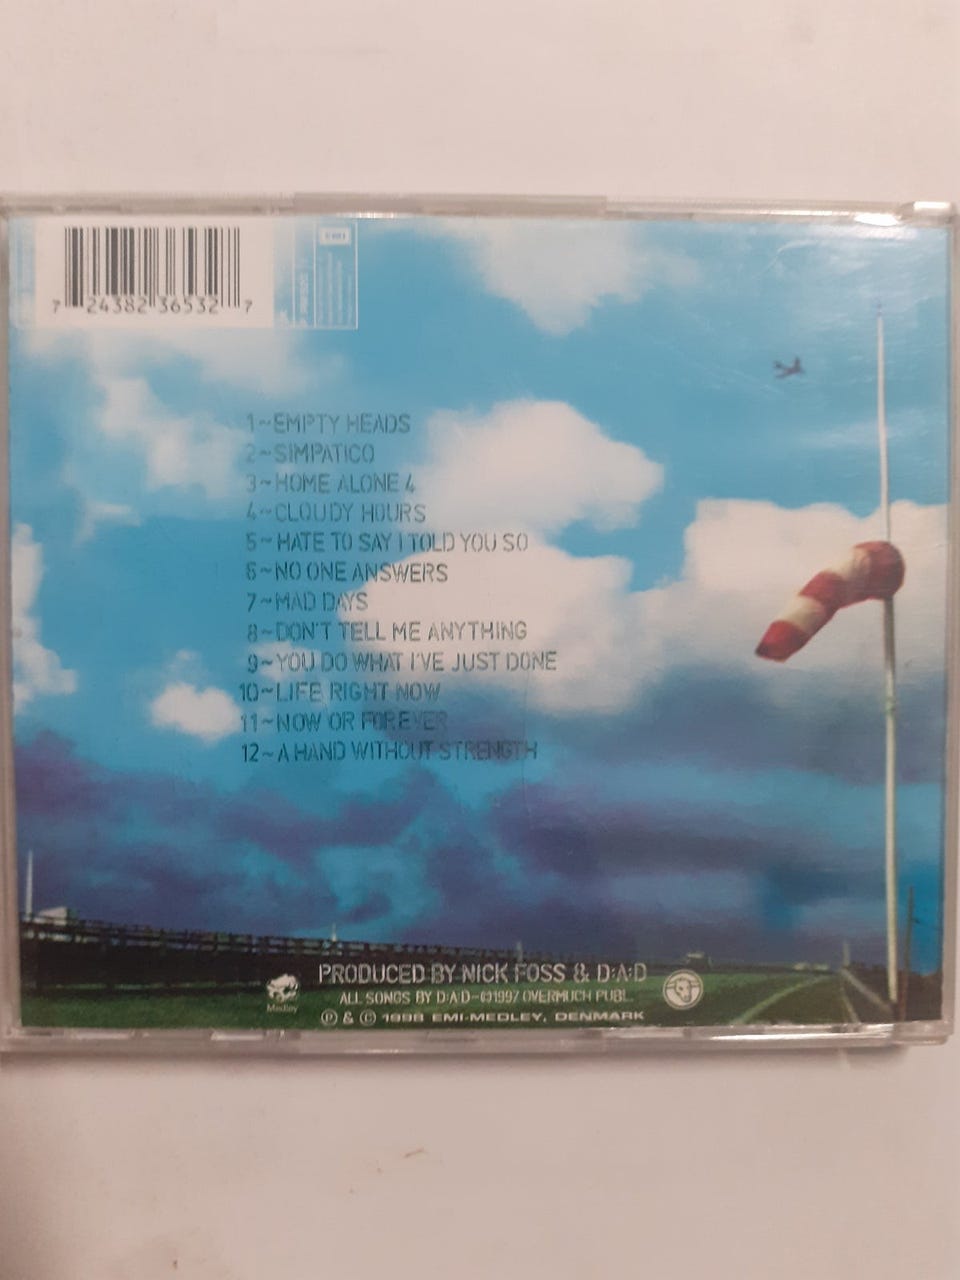 7 24382 36532 7
1~EMPTY HEADS
2~SIMPATICO
3~HOME ALONE 4
4~CLOUDY HOURS
5~HATE TO SAY I TOLD YOU SO
6~NO ONE ANSWERS
7~MAD DAYS
8~DON'T TELL ME ANYTHING
9~YOU DO WHAT I'VE JUST DONE
10~LIFE RIGHT NOW
11~NOW OR FOREVER
12~A HAND WITHOUT STRENGTH
PRODUCED BY NICK FOSS & D:A:D
ALL SONGS BY D:A:D-©1997 OVERMUCH PUBL.
Medley
℗ & © 1998 EMI-MEDLEY, DENMARK